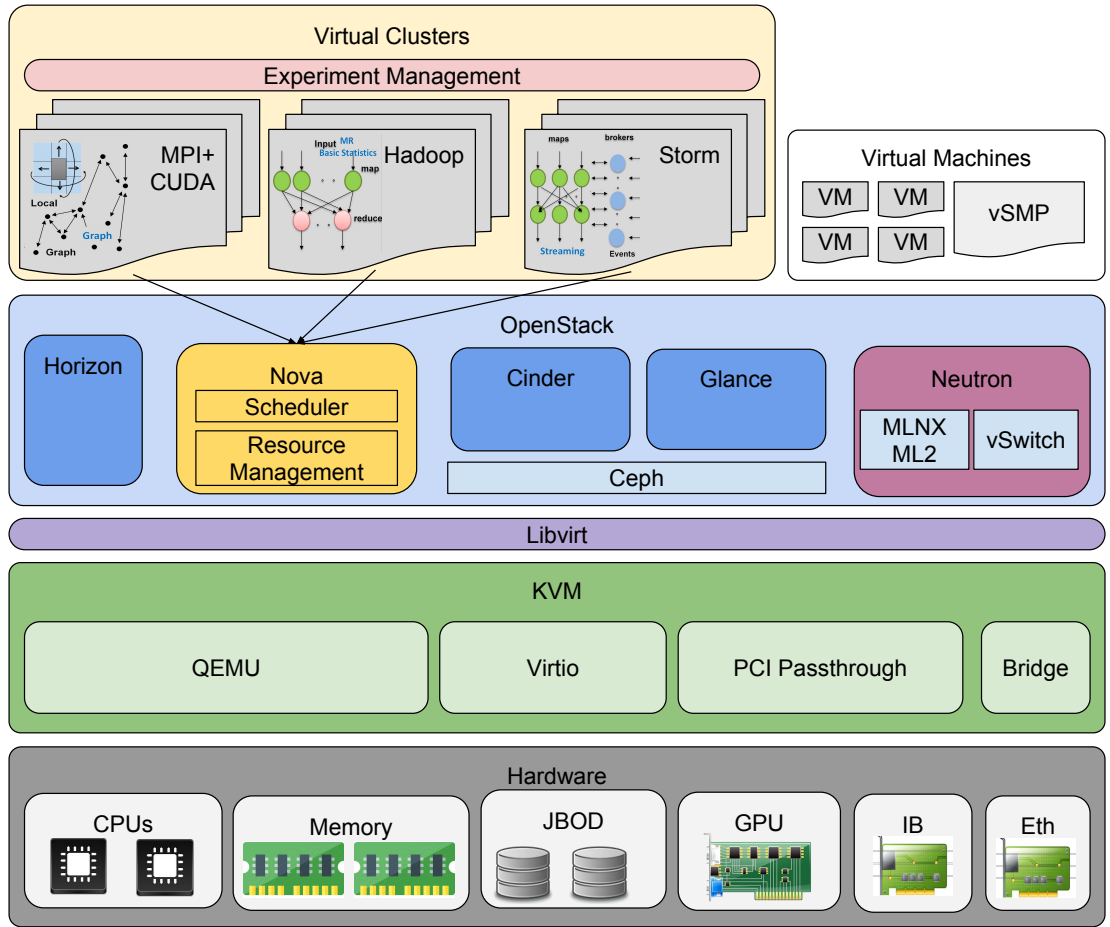 Virtual Clusters
Experiment Management
MPI+
CUDA
Local
Graph
Graph
Input MR
Basic Statistics
Hadoop
map
reduce
maps
brokers
Storm
Streaming
Events
Virtual Machines
VM
VM
VM
VM
vSMP
OpenStack
Horizon
Nova
Scheduler
Resource
Management
Cinder
Glance
Ceph
Neutron
MLNX
ML2
vSwitch
Libvirt
KVM
QEMU
Virtio
PCI Passthrough
Bridge
Hardware
CPUs
Memory
JBOD
GPU
IB
Eth